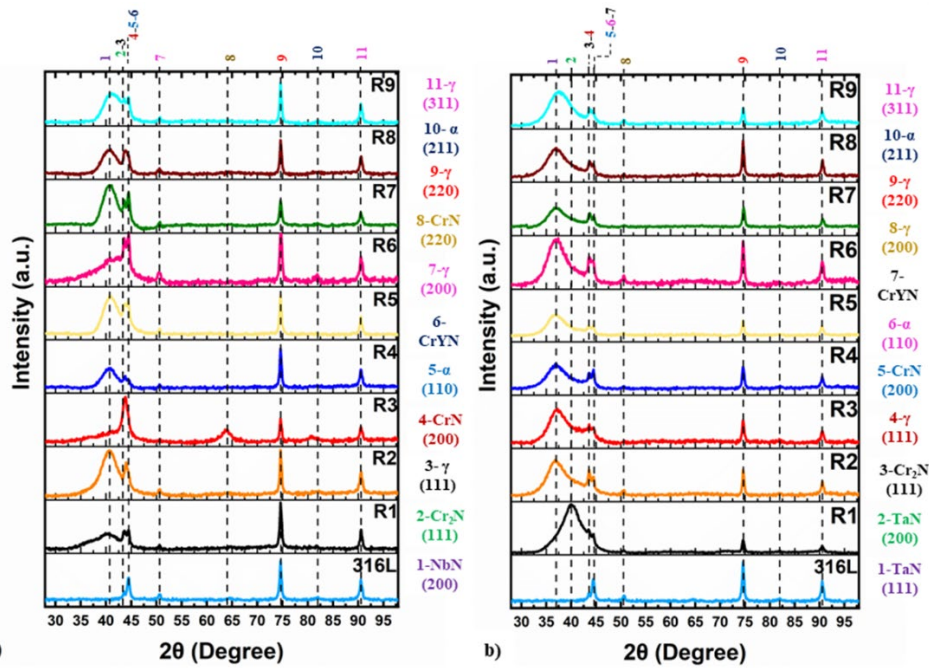 1 2-3 4-5-6 7 8 9 10 11
R9
R8
R7
R6
R5
R4
R3
R2
R1
316L
Intensity (a.u.)
30 35 40 45 50 55 60 65 70 75 80 85 90 95
2θ (Degree)
11-γ
(311)
10- α
(211)
9-γ
(220)
8-CrN
(220)
7-γ
(200)
6-
CrYN
5-α
(110)
4-CrN
(200)
3- γ
(111)
2-Cr₂N
(111)
1-NbN
(200)
)
1 2 3-4 5-6-7 8 9 10 11
R9
R8
R7
R6
R5
R4
R3
R2
R1
316L
Intensity (a.u.)
30 35 40 45 50 55 60 65 70 75 80 85 90 95
b) 2θ (Degree)
11-γ
(311)
10-α
(211)
9-γ
(220)
8-γ
(200)
7-
CrYN
6-α
(110)
5-CrN
(200)
4-γ
(111)
3-Cr₂N
(111)
2-TaN
(200)
1-TaN
(111)